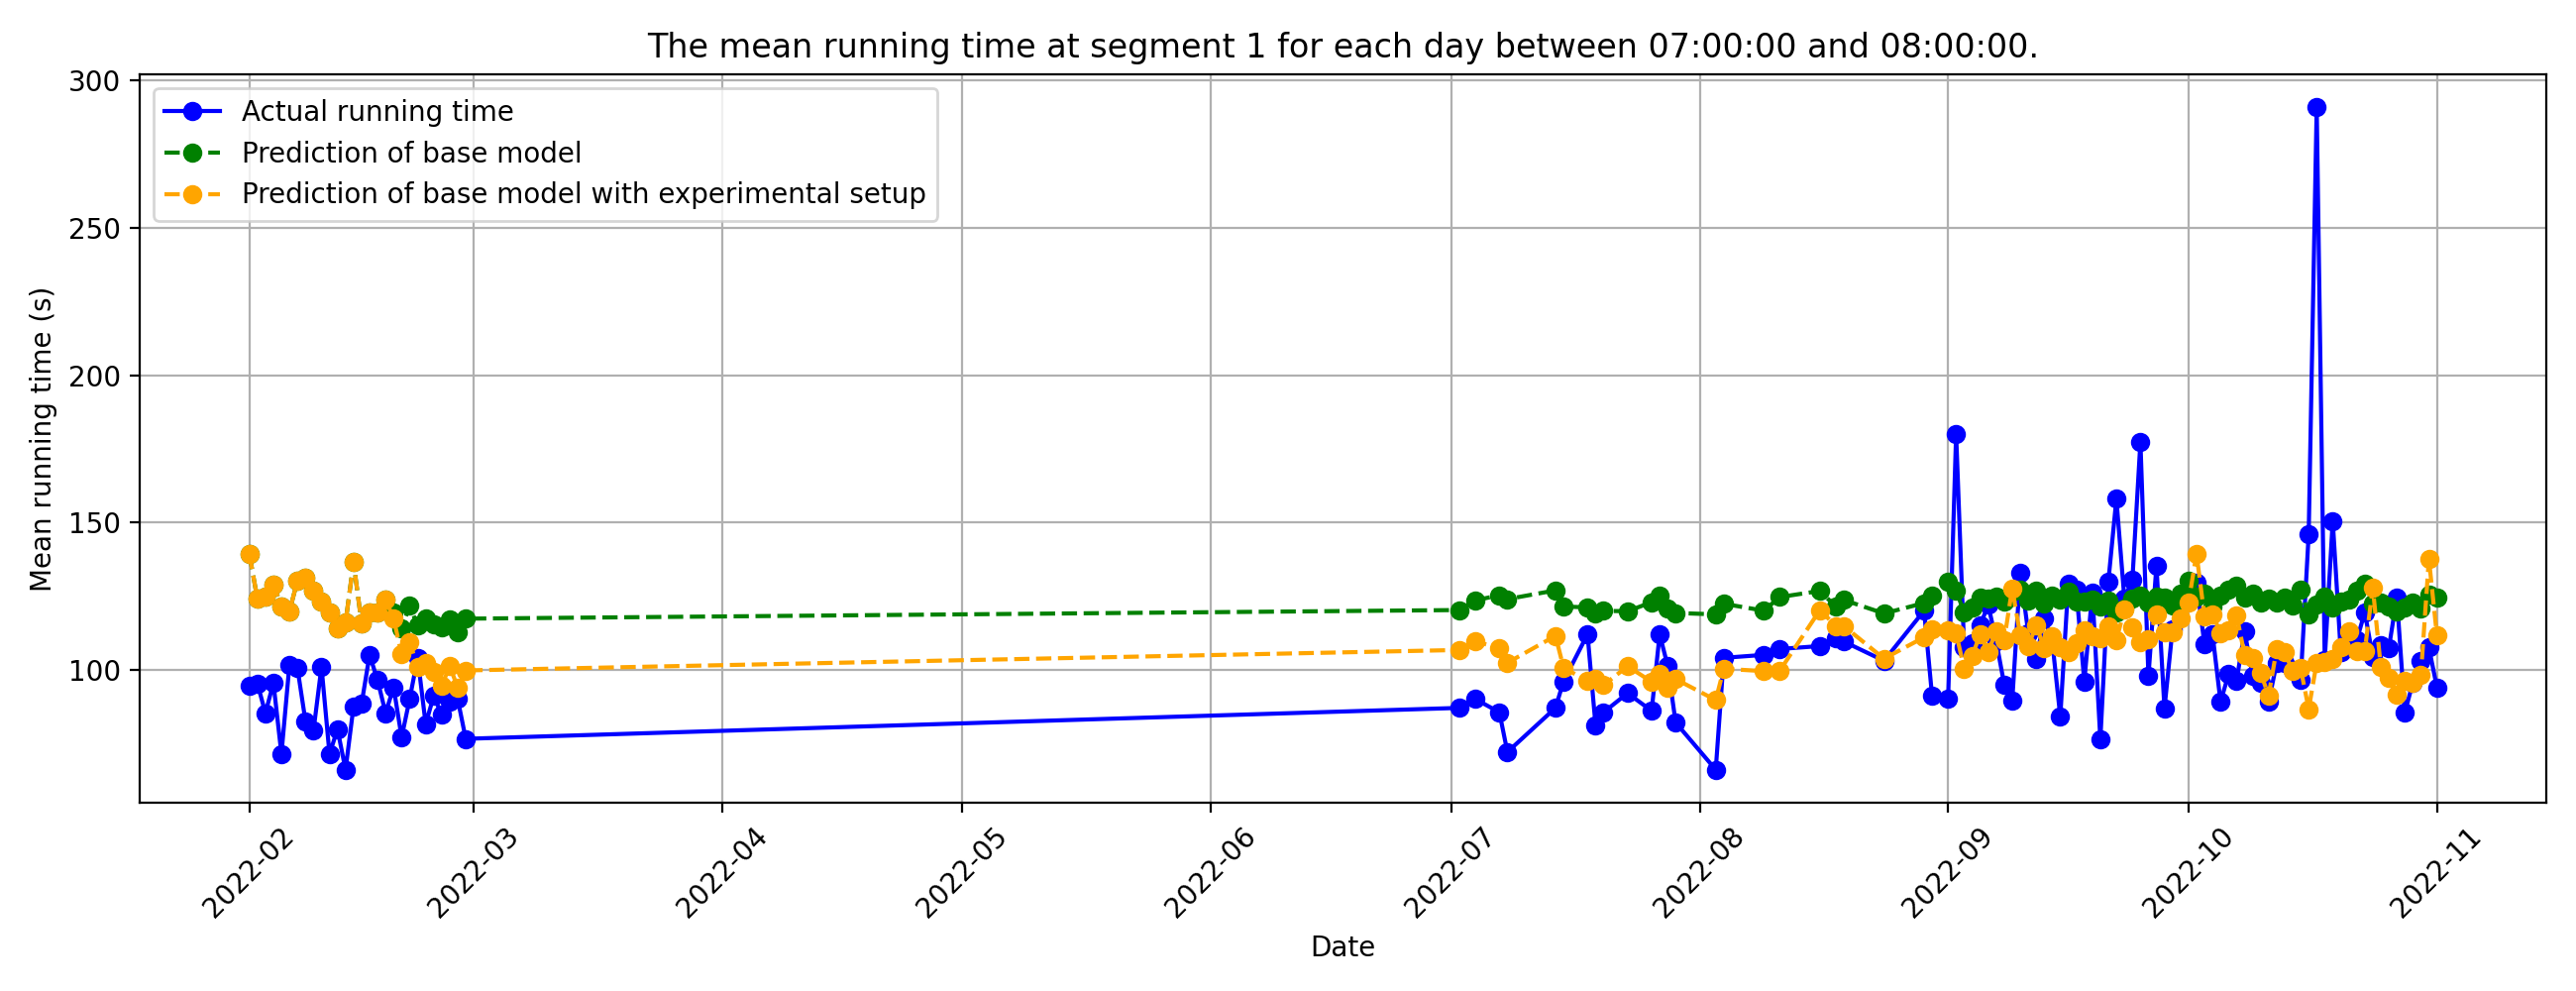 The mean running time at segment 1 for each day between 07:00:00 and 08:00:00.
300
250
200
150
100
Mean running time (s)
Actual running time
Prediction of base model
Prediction of base model with experimental setup
2022-02
2022-03
2022-04
2022-05
2022-06
2022-07
2022-08
2022-09
2022-10
2022-11
Date